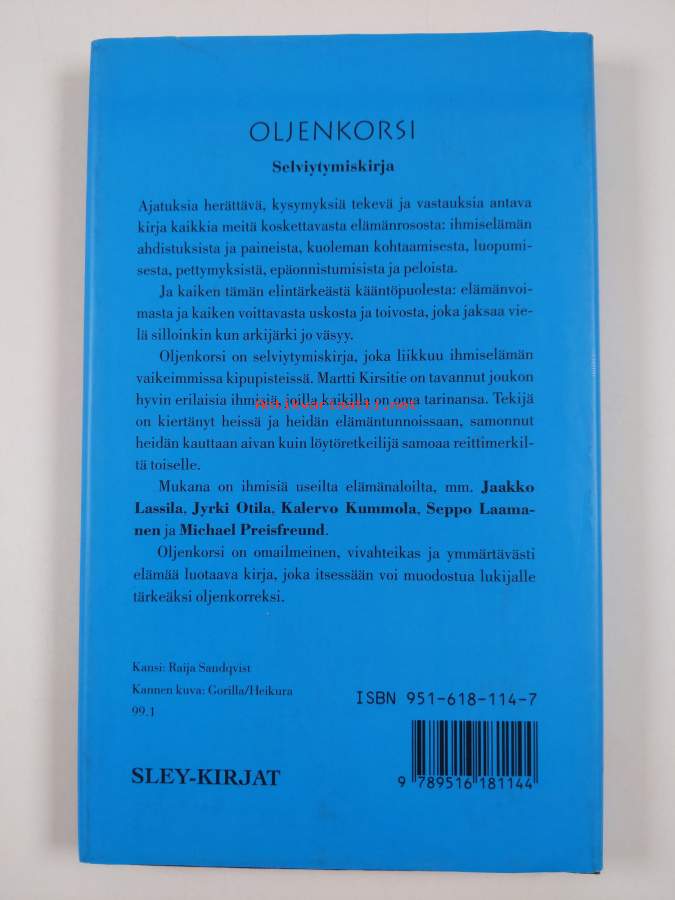 OLJENKORSI
Selviytymiskirja
Ajatuksia herättävä, kysymyksiä tekevä ja vastauksia antava
kirja kaikkia meitä koskettavasta elämänrososta: ihmiselämän
ahdistuksista ja paineista, kuoleman kohtaamisesta, luopumi-
sesta, pettymyksistä, epäonnistumisista ja peloista.
Ja kaiken tämän elintärkeästä kääntöpuolesta: elämänvoi-
masta ja kaiken voittavasta uskosta ja toivosta, joka jaksaa vie-
lä silloinkin kun arkijärki jo väsyy.
Oljenkorsi on selviytymiskirja, joka liikkuu ihmiselämän
vaikeimmissa kipupisteissä. Martti Kirsitie on tavannut joukon
hyvin erilaisia ihmisiä, joilla kaikilla on oma tarinansa. Tekijä
on kiertänyt heissä ja heidän elämäntunnoissaan, samonnut
heidän kauttaan aivan kuin löytöretkeilijä samoaa reittimerkil-
tä toiselle.
Mukana on ihmisiä useilta elämänaloilta, mm. Jaakko
Lassila, Jyrki Otila, Kalervo Kummola, Seppo Laama-
nen ja Michael Preisfreund.
Oljenkorsi on omailmeinen, vivahteikas ja ymmärtävästi
elämää luotaava kirja, joka itsessään voi muodostua lukijalle
tärkeäksi oljenkorreksi.
Kansi: Raija Sandqvist
Kannen kuva: Gorilla/Heikura
99.1
ISBN 951-618-114-7
SLEY-KIRJAT
9 789516 181144